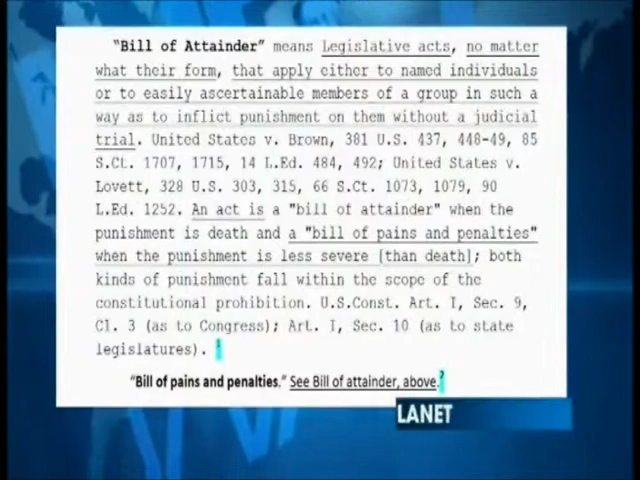 “Bill of Attainder” means Legislative acts, no matter
what their form, that apply either to named individuals
or to easily ascertainable members of a group in such a
way as to inflict punishment on them without a judicial
trial. United States v. Brown, 381 U.S. 437, 448-49, 85
S.Ct. 1707, 1715, 14 L.Ed. 484, 492; United States v.
Lovett, 328 U.S. 303, 315, 66 S.Ct. 1073, 1079, 90
L.Ed. 1252. An act is a "bill of attainder" when the
punishment is death and a "bill of pains and penalties"
when the punishment is less severe [than death]; both
kinds of punishment fall within the scope of the
constitutional prohibition. U.S.Const. Art. I, Sec. 9,
Cl. 3 (as to Congress); Art. I, Sec. 10 (as to state
legislatures). 1
“Bill of pains and penalties.” See Bill of attainder, above.2
LANET